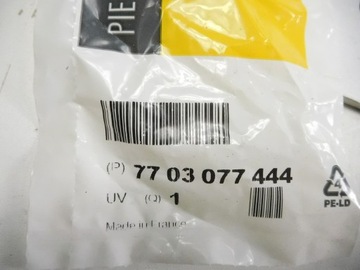 PIE
(P) 77 03 077 444
UV (Q) 1
Made in France
PE-LD